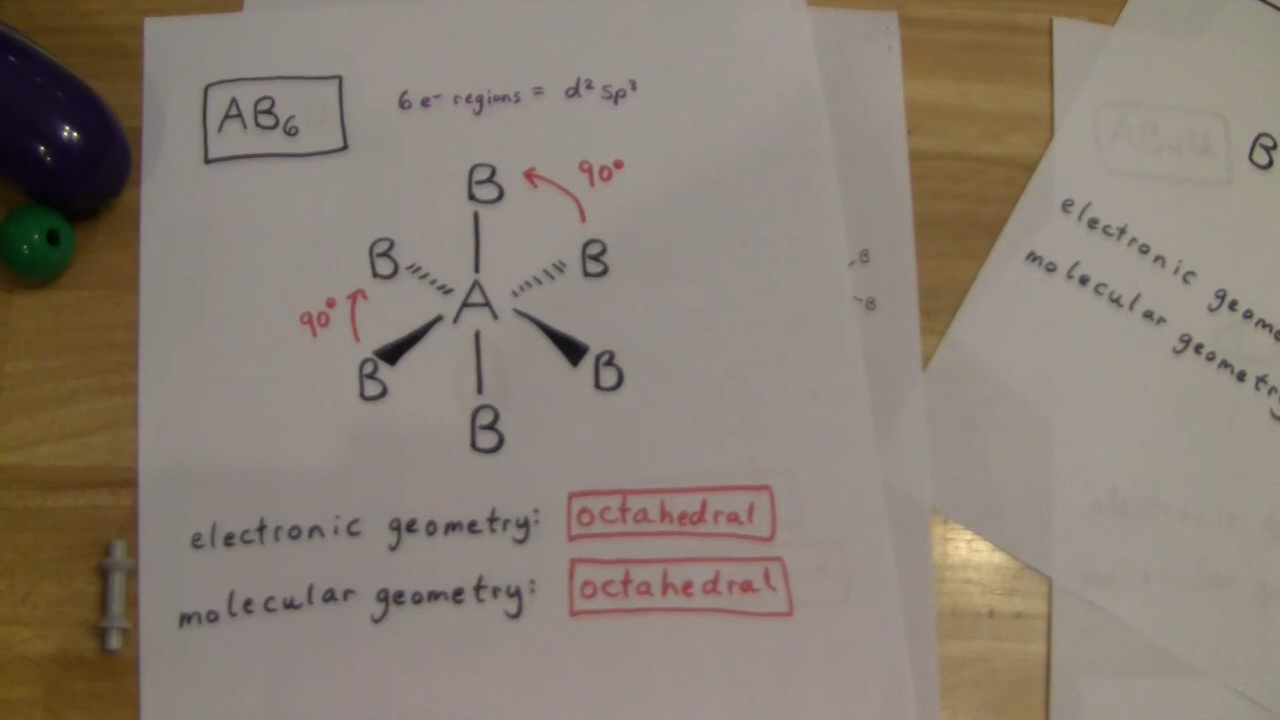 AB₆
6 e⁻ regions = d² sp³
B
90°
B
B
A
90°
B
B
B
electronic geometry: octahedral
molecular geometry: octahedral
B
B
B
electronic geome
molecular geometry